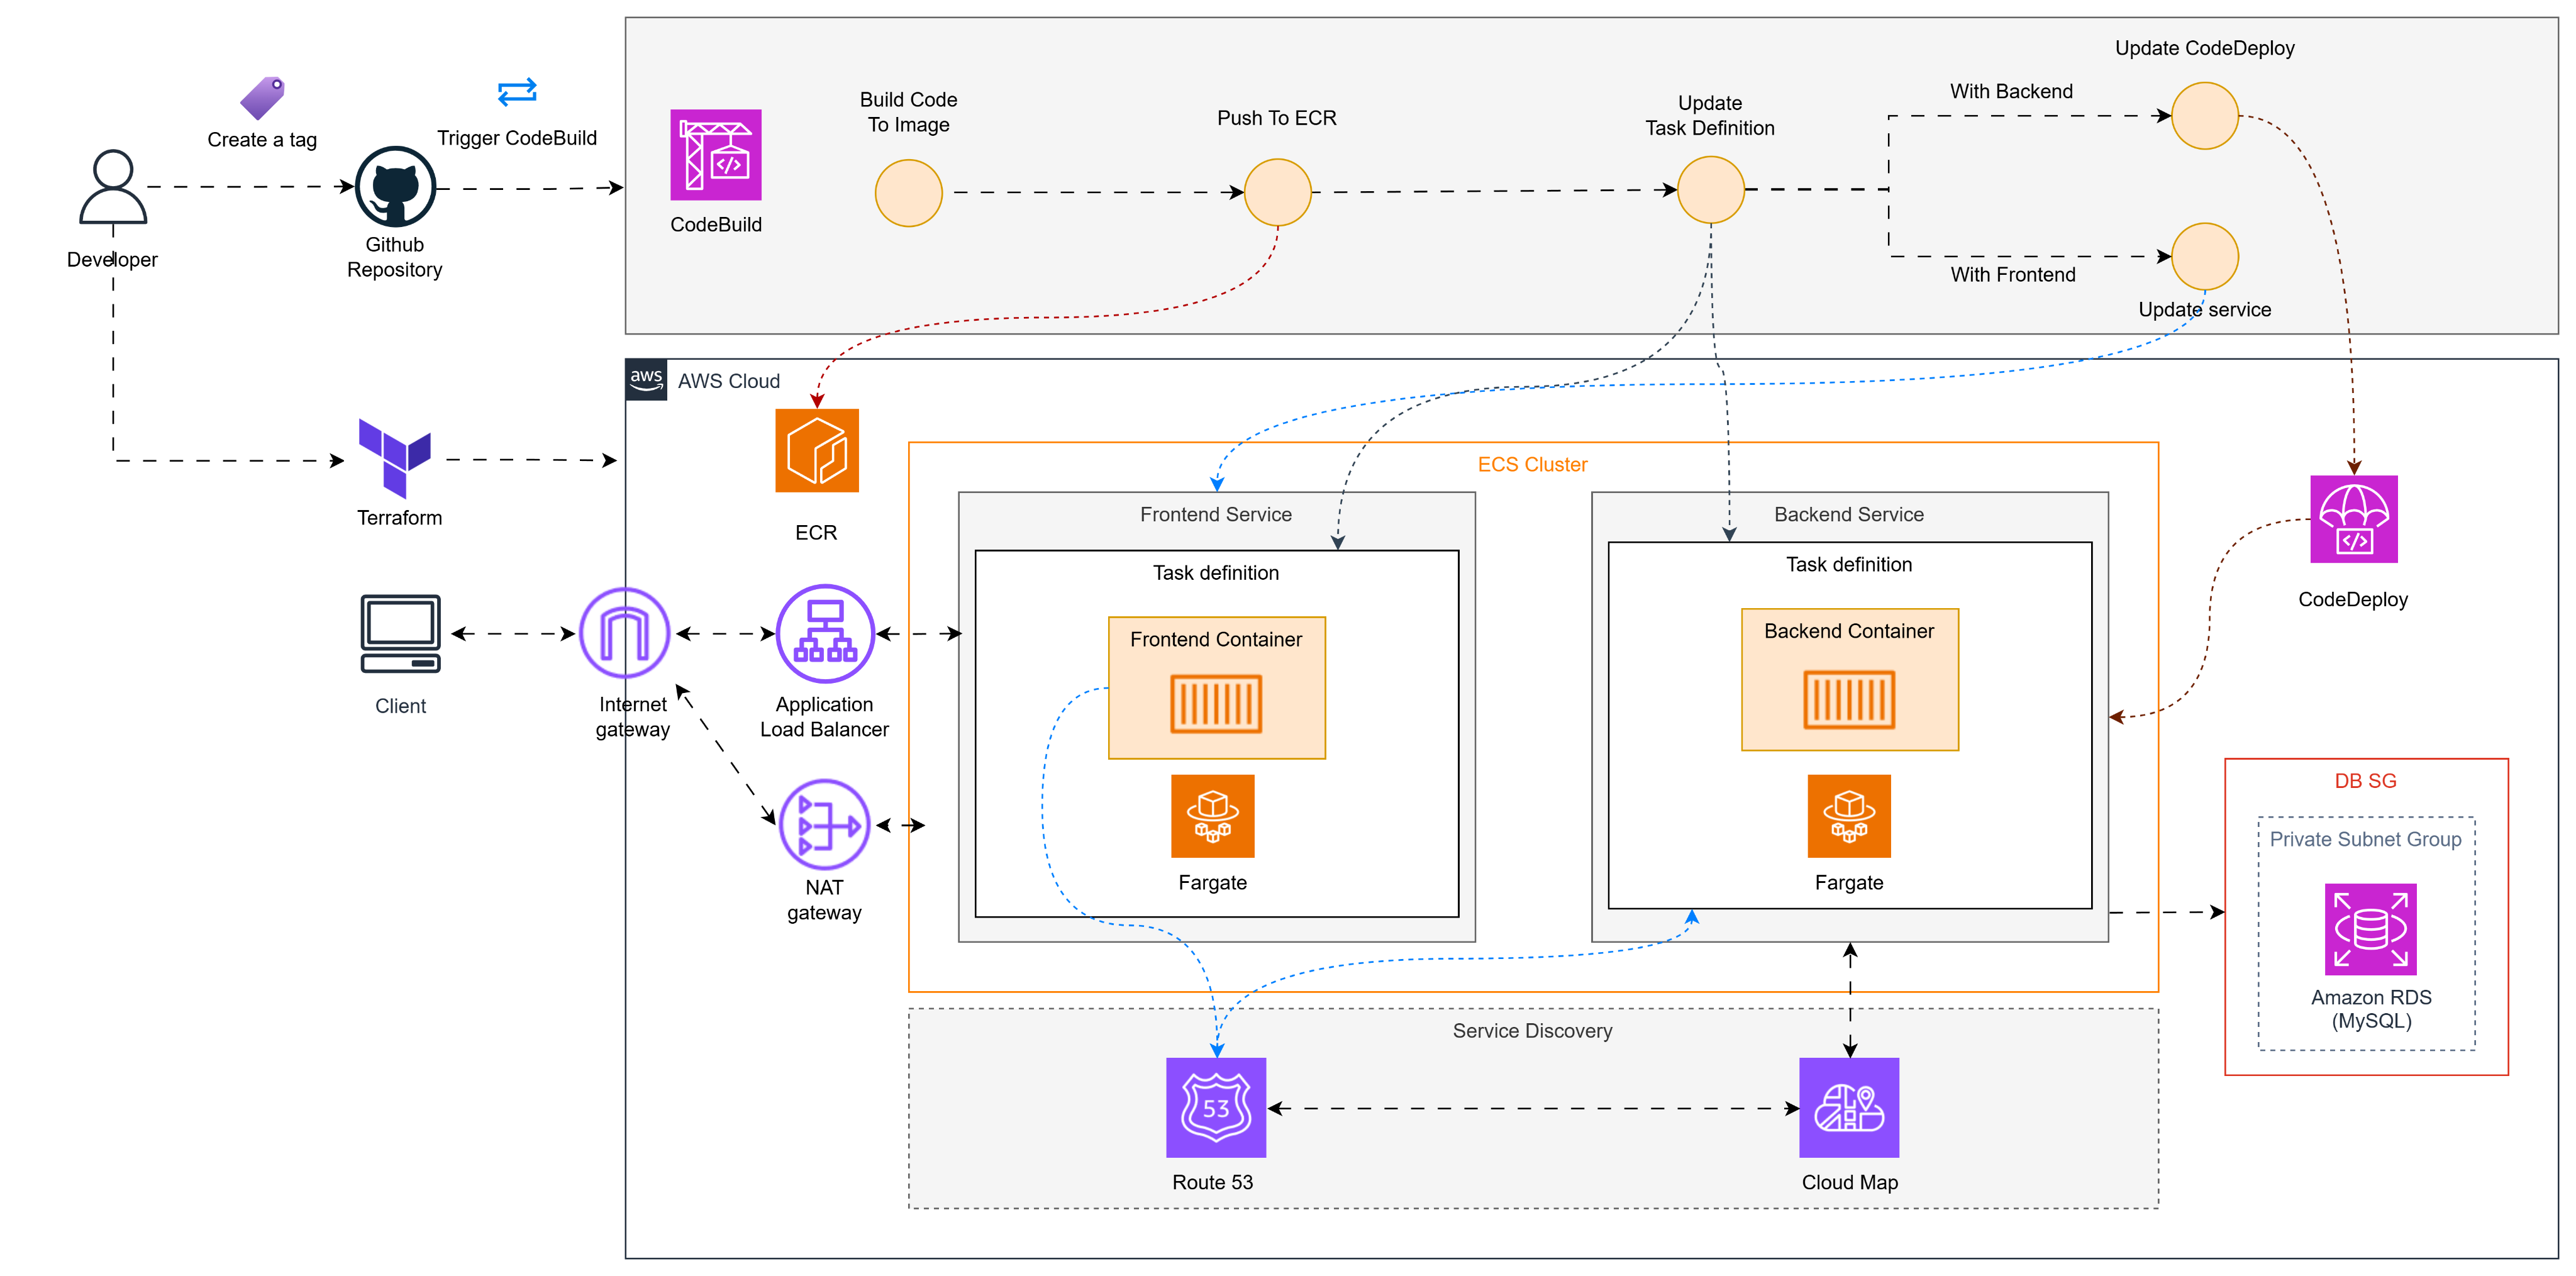 Create a tag
Trigger CodeBuild
Developer
Github
Repository
CodeBuild
Build Code
To Image
Push To ECR
Update
Task Definition
With Backend
With Frontend
Update CodeDeploy
Update service
aws
AWS Cloud
Terraform
ECR
ECS Cluster
Frontend Service
Task definition
Frontend Container
Fargate
Backend Service
Task definition
Backend Container
Fargate
CodeDeploy
Client
Internet
gateway
Application
Load Balancer
NAT
gateway
DB SG
Private Subnet Group
Amazon RDS
(MySQL)
Service Discovery
53
Route 53
Cloud Map